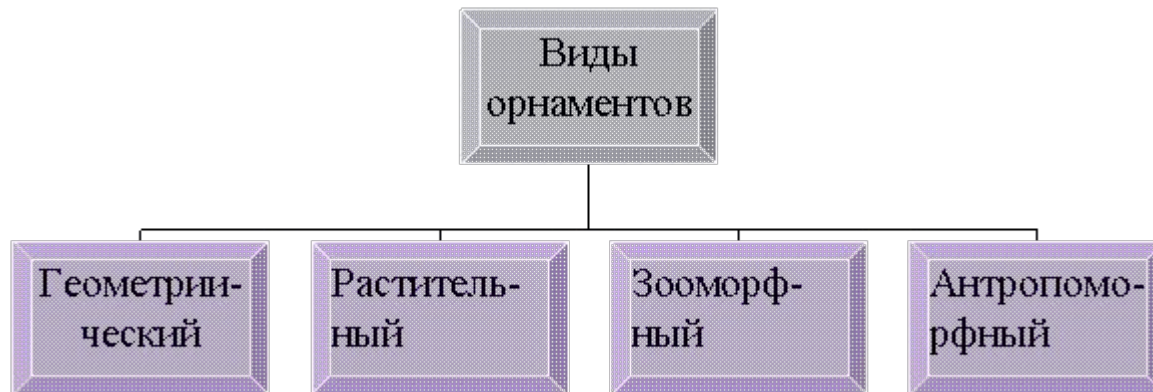 Виды
орнаментов
Геометрии-
ческий
Раститель-
ный
Зооморф-
ный
Антропомо-
рфный